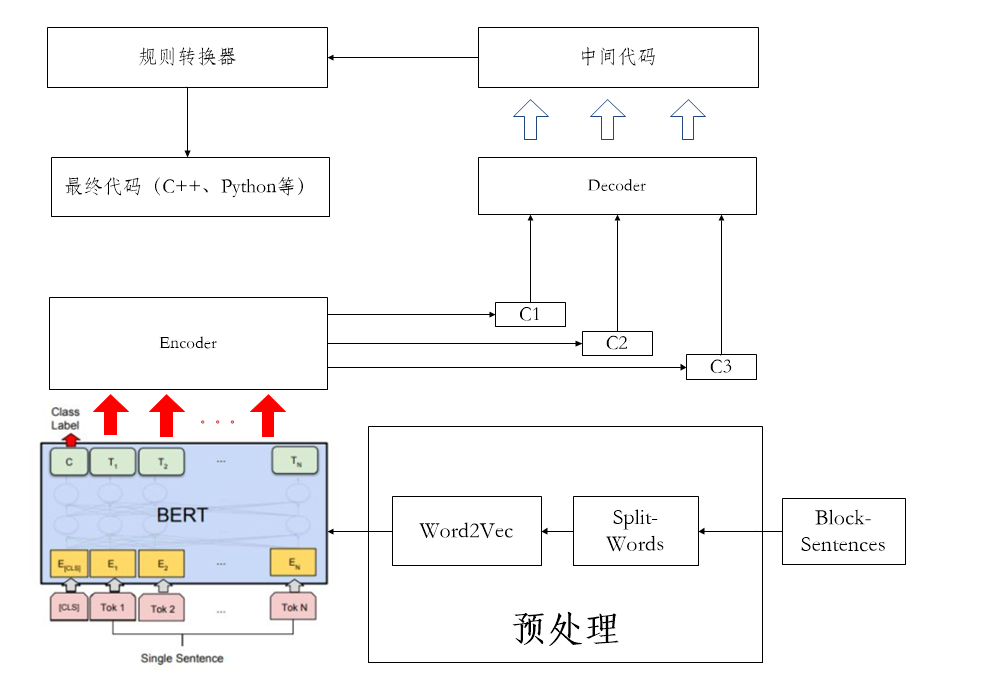 规则转换器
中间代码
最终代码（C++、Python等）
Decoder
C1
C2
C3
Encoder
Class
Label
。。。
C T1 T2 ... TN
BERT
E[CLS] E1 E2 ... EN
[CLS] Tok 1 Tok 2 ... Tok N
Single Sentence
Word2Vec
Split-
Words
Block-
Sentences
预处理